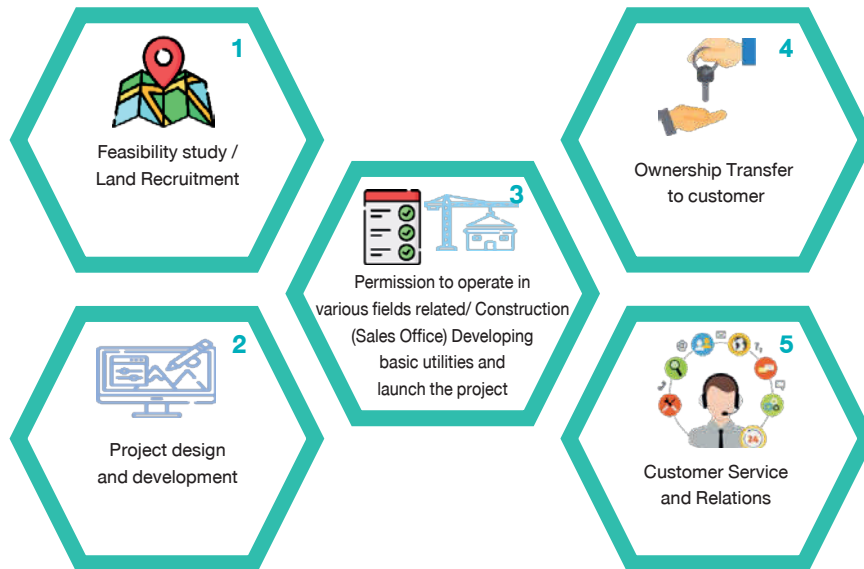 1
Feasibility study /
Land Recruitment
2
Project design
and development
3
Permission to operate in
various fields related/ Construction
(Sales Office) Developing
basic utilities and
launch the project
4
Ownership Transfer
to customer
5
24
Customer Service
and Relations